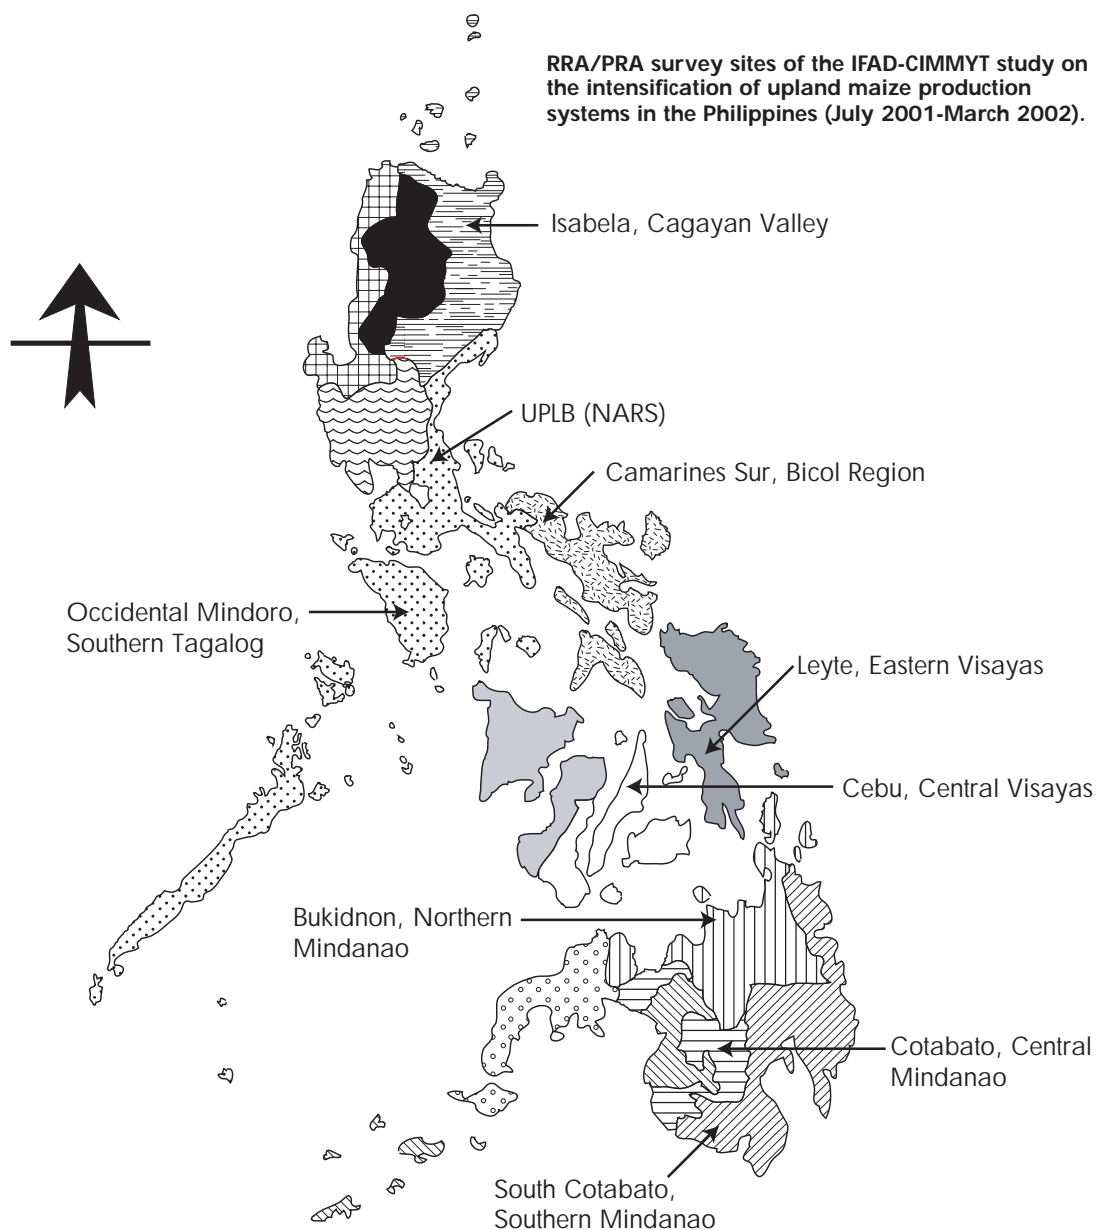 RRA/PRA survey sites of the IFAD-CIMMYT study on
the intensification of upland maize production
systems in the Philippines (July 2001-March 2002).
Isabela, Cagayan Valley
UPLB (NARS)
Camarines Sur, Bicol Region
Occidental Mindoro,
Southern Tagalog
Leyte, Eastern Visayas
Cebu, Central Visayas
Bukidnon, Northern
Mindanao
Cotabato, Central
Mindanao
South Cotabato,
Southern Mindanao